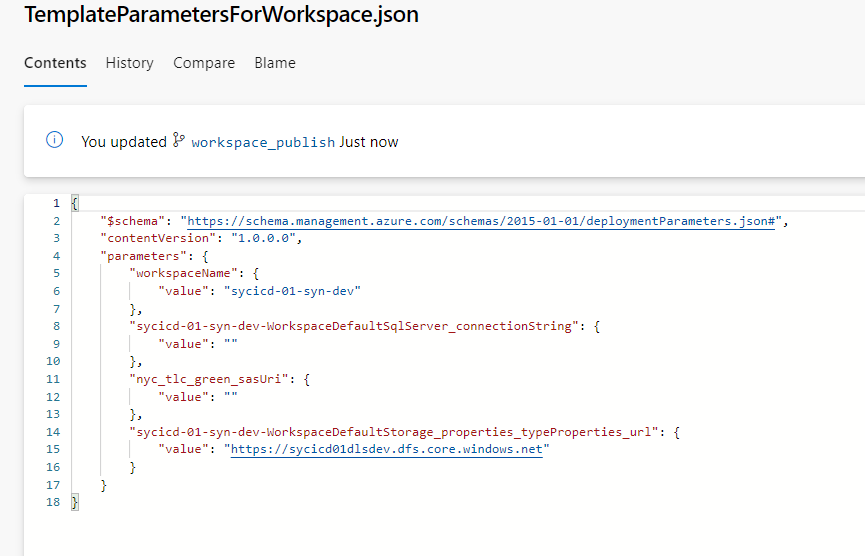 TemplateParametersForWorkspace.json
Contents History Compare Blame
You updated workspace_publish Just now
1 {
2 "$schema": "https://schema.management.azure.com/schemas/2015-01-01/deploymentParameters.json#",
3 "contentVersion": "1.0.0.0",
4 "parameters": {
5 "workspaceName": {
6 "value": "sycicd-01-syn-dev"
7 },
8 "sycicd-01-syn-dev-WorkspaceDefaultSqlServer_connectionString": {
9 "value": ""
10 },
11 "nyc_tlc_green_sasUri": {
12 "value": ""
13 },
14 "sycicd-01-syn-dev-WorkspaceDefaultStorage_properties_typeProperties_url": {
15 "value": "https://sycicd01dlsdev.dfs.core.windows.net"
16 }
17 }
18 }